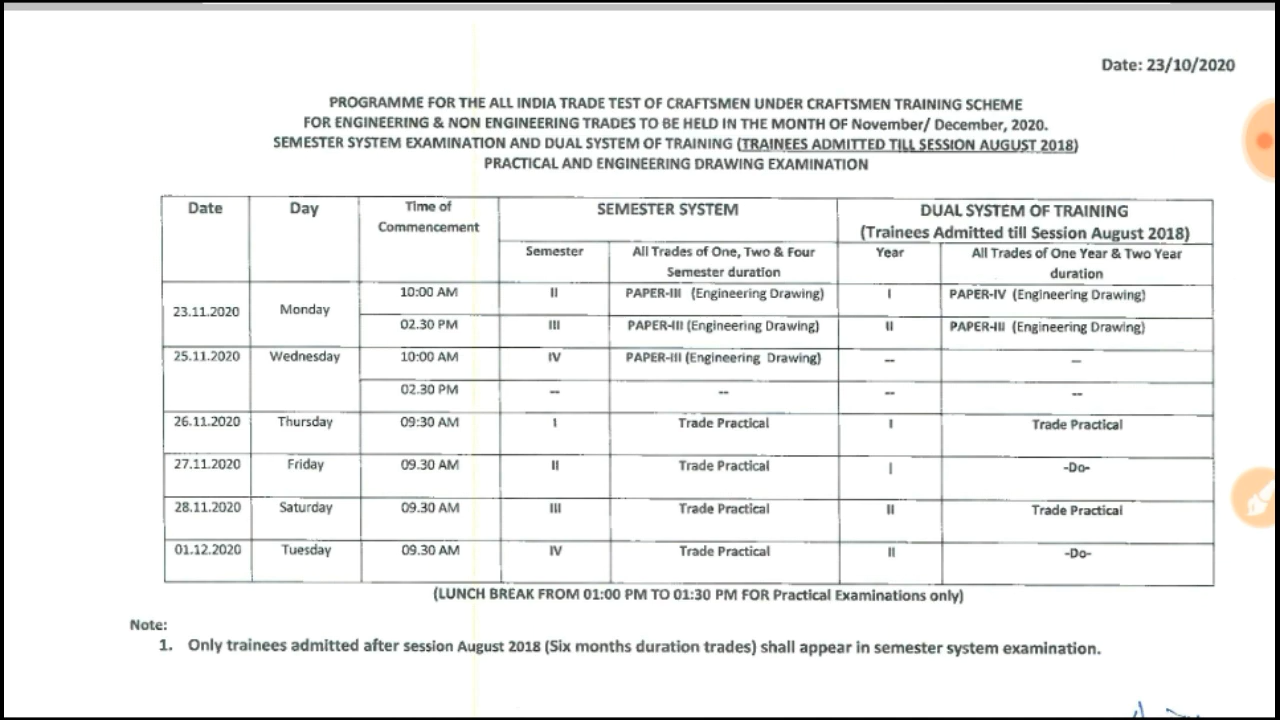 Date: 23/10/2020
PROGRAMME FOR THE ALL INDIA TRADE TEST OF CRAFTSMEN UNDER CRAFTSMEN TRAINING SCHEME
FOR ENGINEERING & NON ENGINEERING TRADES TO BE HELD IN THE MONTH OF November/ December, 2020.
SEMESTER SYSTEM EXAMINATION AND DUAL SYSTEM OF TRAINING (TRAINEES ADMITTED TILL SESSION AUGUST 2018)
PRACTICAL AND ENGINEERING DRAWING EXAMINATION
Date Day Time of Commencement SEMESTER SYSTEM DUAL SYSTEM OF TRAINING
(Trainees Admitted till Session August 2018)
Semester All Trades of One, Two & Four Semester duration Year All Trades of One Year & Two Year duration
23.11.2020 Monday 10:00 AM II PAPER-III (Engineering Drawing) I PAPER-IV (Engineering Drawing)
02.30 PM III PAPER-III (Engineering Drawing) II PAPER-III (Engineering Drawing)
25.11.2020 Wednesday 10:00 AM IV PAPER-III (Engineering Drawing) -- --
02.30 PM -- -- -- --
26.11.2020 Thursday 09:30 AM I Trade Practical I Trade Practical
27.11.2020 Friday 09.30 AM II Trade Practical I -Do-
28.11.2020 Saturday 09.30 AM III Trade Practical II Trade Practical
01.12.2020 Tuesday 09.30 AM IV Trade Practical II -Do-
(LUNCH BREAK FROM 01:00 PM TO 01:30 PM FOR Practical Examinations only)
Note:
1. Only trainees admitted after session August 2018 (Six months duration trades) shall appear in semester system examination.